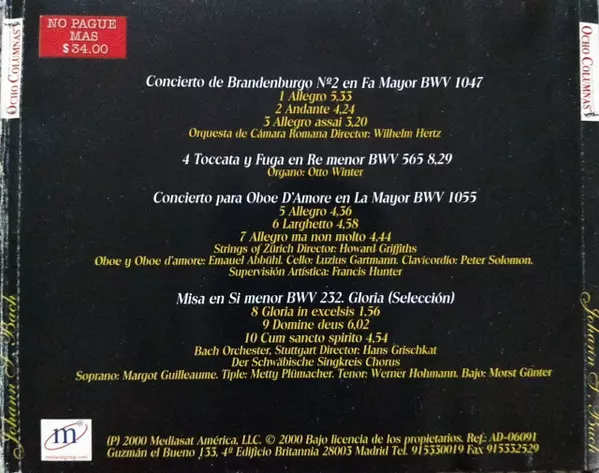 NO PAGUE
MAS
$34.00
OCHO COLUMNAS
OCHO COLUMNAS
Concierto de Brandenburgo Nº2 en Fa Mayor BWV 1047
1 Allegro 5,33
2 Andante 4,24
3 Allegro assai 3,20
Orquesta de Cámara Romana Director: Wilhelm Hertz
4 Toccata y Fuga en Re menor BWV 565 8,29
Organo: Otto Winter
Concierto para Oboe D'Amore en La Mayor BWV 1055
5 Allegro 4,36
6 Larghetto 4,58
7 Allegro ma non molto 4,44
Strings of Zürich Director: Howard Griffiths
Oboe y Oboe d'amore: Emauel Abbühl. Cello: Luzius Gartmann. Clavicordio: Peter Solomon.
Supervisión Artística: Francis Hunter
Misa en Si menor BWV 232. Gloria (Selección)
8 Gloria in excelsis 1,56
9 Domine deus 6,02
10 Cum sancto spirito 4,54
Bach Orchester, Stuttgart Director: Hans Grischkat
Der Schwäbische Singkreis Chorus
Soprano: Margot Guilleaume. Tiple: Metty Plümacher. Tenor: Werner Hohmann. Bajo: Morst Günter
Johann S. Bach
Johann S. Bach
m
mediasatgroup.com
(P) 2000 Mediasat América, LLC. © 2000 Bajo licencia de los propietarios. Ref.: AD-06091
Guzmán el Bueno 133, 4º Edificio Britannia 28003 Madrid Tel. 915330019 Fax 915332529